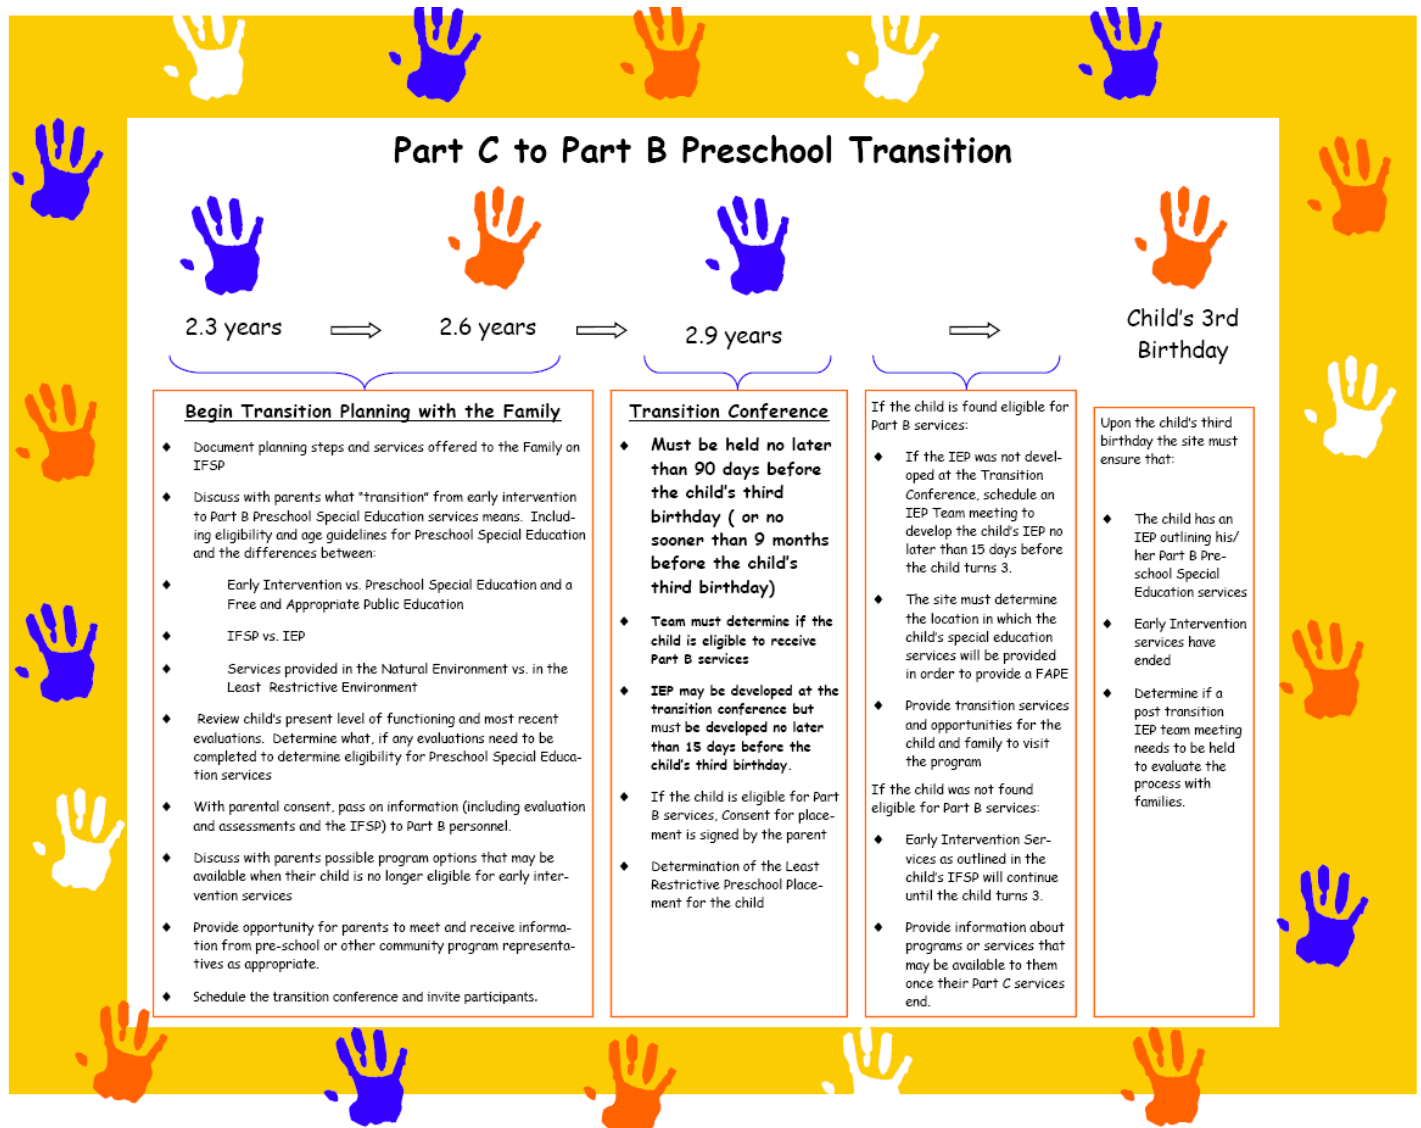 Part C to Part B Preschool Transition
2.3 years
2.6 years
2.9 years
Child's 3rd
Birthday
Begin Transition Planning with the Family
♦ Document planning steps and services offered to the Family on
IFSP
♦ Discuss with parents what "transition" from early intervention
to Part B Preschool Special Education services means. Includ-
ing eligibility and age guidelines for Preschool Special Education
and the differences between:
♦ Early Intervention vs. Preschool Special Education and a
Free and Appropriate Public Education
♦ IFSP vs. IEP
♦ Services provided in the Natural Environment vs. in the
Least Restrictive Environment
♦ Review child's present level of functioning and most recent
evaluations. Determine what, if any evaluations need to be
completed to determine eligibility for Preschool Special Educa-
tion services
♦ With parental consent, pass on information (including evaluation
and assessments and the IFSP) to Part B personnel.
♦ Discuss with parents possible program options that may be
available when their child is no longer eligible for early inter-
vention services
♦ Provide opportunity for parents to meet and receive informa-
tion from pre-school or other community program representa-
tives as appropriate.
♦ Schedule the transition conference and invite participants.
Transition Conference
♦ Must be held no later
than 90 days before
the child's third
birthday ( or no
sooner than 9 months
before the child's
third birthday)
♦ Team must determine if the
child is eligible to receive
Part B services
♦ IEP may be developed at the
transition conference but
must be developed no later
than 15 days before the
child's third birthday.
♦ If the child is eligible for Part
B services, Consent for place-
ment is signed by the parent
♦ Determination of the Least
Restrictive Preschool Place-
ment for the child
If the child is found eligible for
Part B services:
♦ If the IEP was not devel-
oped at the Transition
Conference, schedule an
IEP Team meeting to
develop the child's IEP no
later than 15 days before
the child turns 3.
♦ The site must determine
the location in which the
child's special education
services will be provided
in order to provide a FAPE
♦ Provide transition services
and opportunities for the
child and family to visit
the program
If the child was not found
eligible for Part B services:
♦ Early Intervention Ser-
vices as outlined in the
child's IFSP will continue
until the child turns 3.
♦ Provide information about
programs or services that
may be available to them
once their Part C services
end.
Upon the child's third
birthday the site must
ensure that:
♦ The child has an
IEP outlining his/
her Part B Pre-
school Special
Education services
♦ Early Intervention
services have
ended
♦ Determine if a
post transition
IEP team meeting
needs to be held
to evaluate the
process with
families.